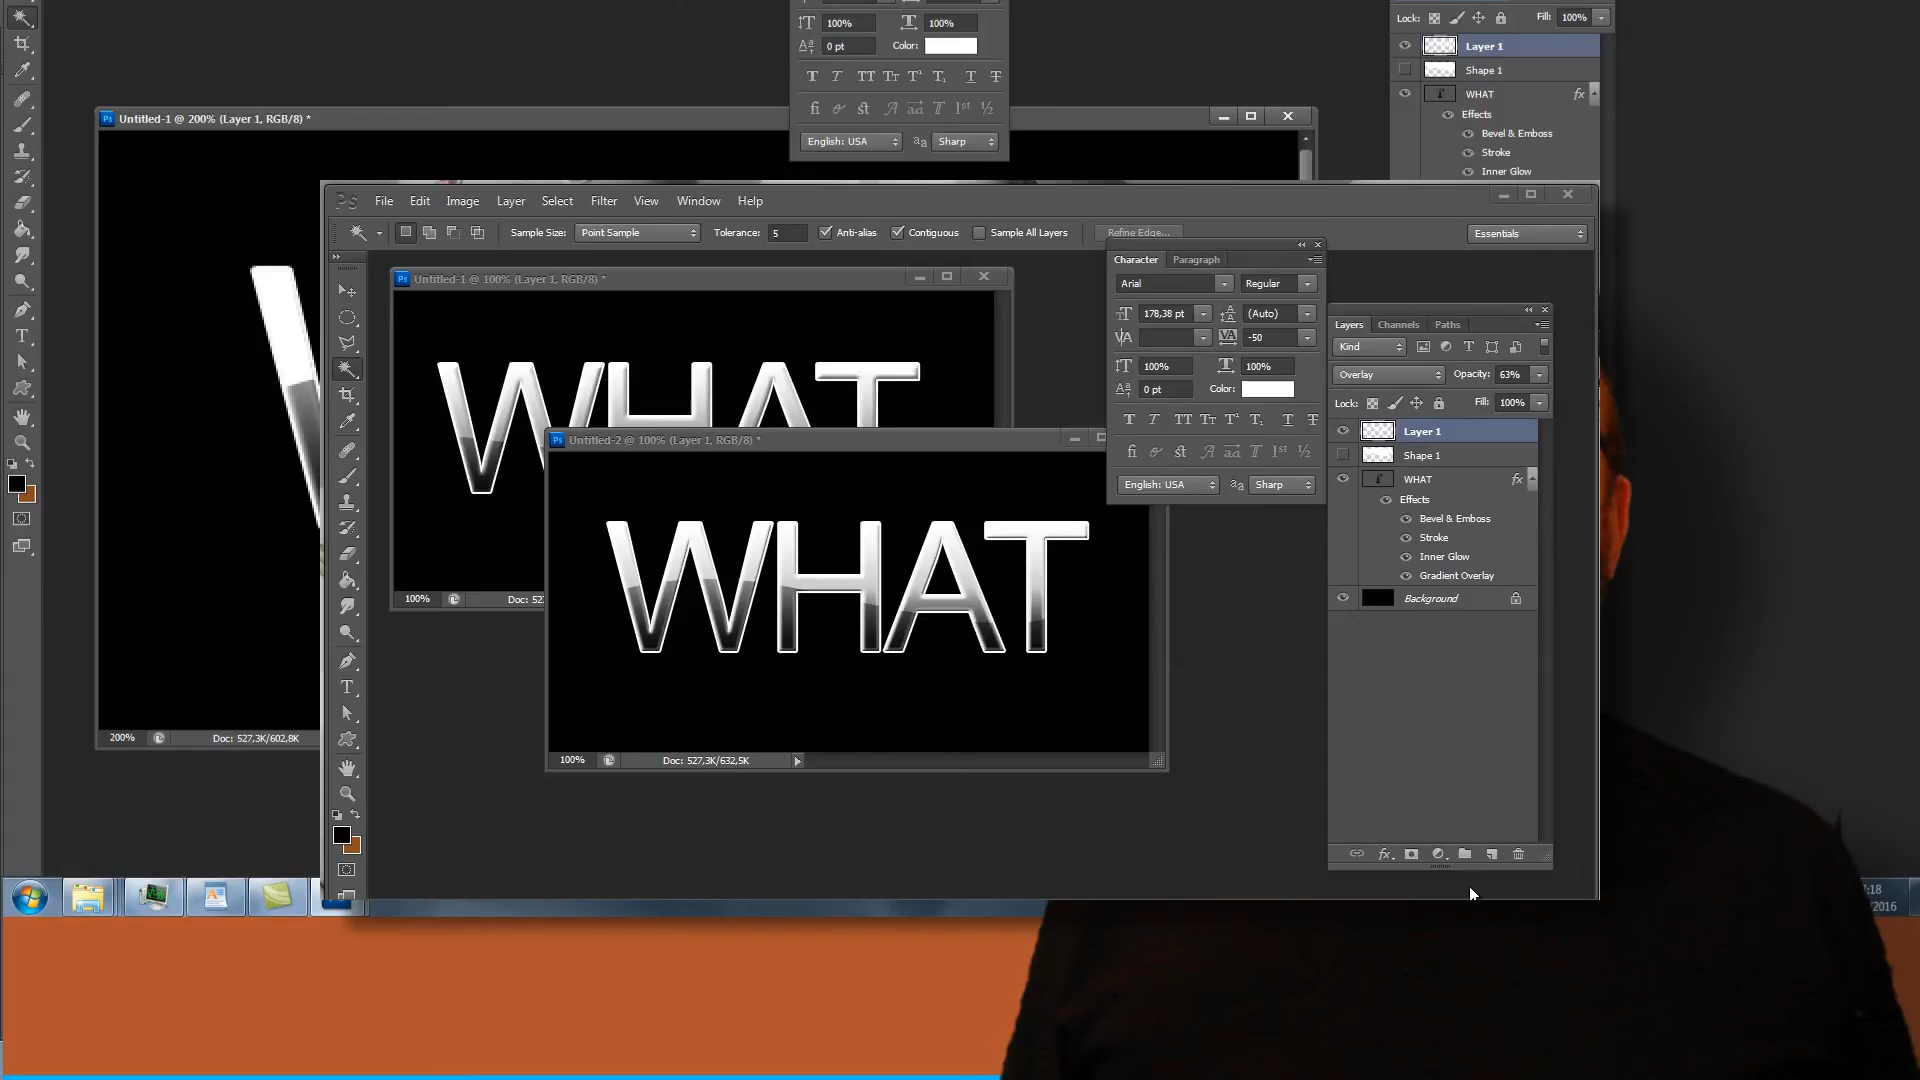 100% 100%
0 pt Color:
English: USA Sharp
Lock: Fill: 100%
Layer 1
Shape 1
WHAT fx
Effects
Bevel & Emboss
Stroke
Inner Glow
Untitled-1 @ 200% (Layer 1, RGB/8) *
Ps File Edit Image Layer Select Filter View Window Help
Sample Size: Point Sample Tolerance: 5 Anti-alias Contiguous Sample All Layers Refine Edge... Essentials
Untitled-1 @ 100% (Layer 1, RGB/8) *
WHAT
100% Doc: 527
Untitled-2 @ 100% (Layer 1, RGB/8) *
WHAT
100% Doc: 527,3K/632,5K
Character Paragraph
Arial Regular
178,38 pt (Auto)
-50
100% 100%
0 pt Color:
English: USA Sharp
Layers Channels Paths
Kind
Overlay Opacity: 63%
Lock: Fill: 100%
Layer 1
Shape 1
WHAT fx
Effects
Bevel & Emboss
Stroke
Inner Glow
Gradient Overlay
Background
200% Doc: 527,3K/602,8K
:18
2016